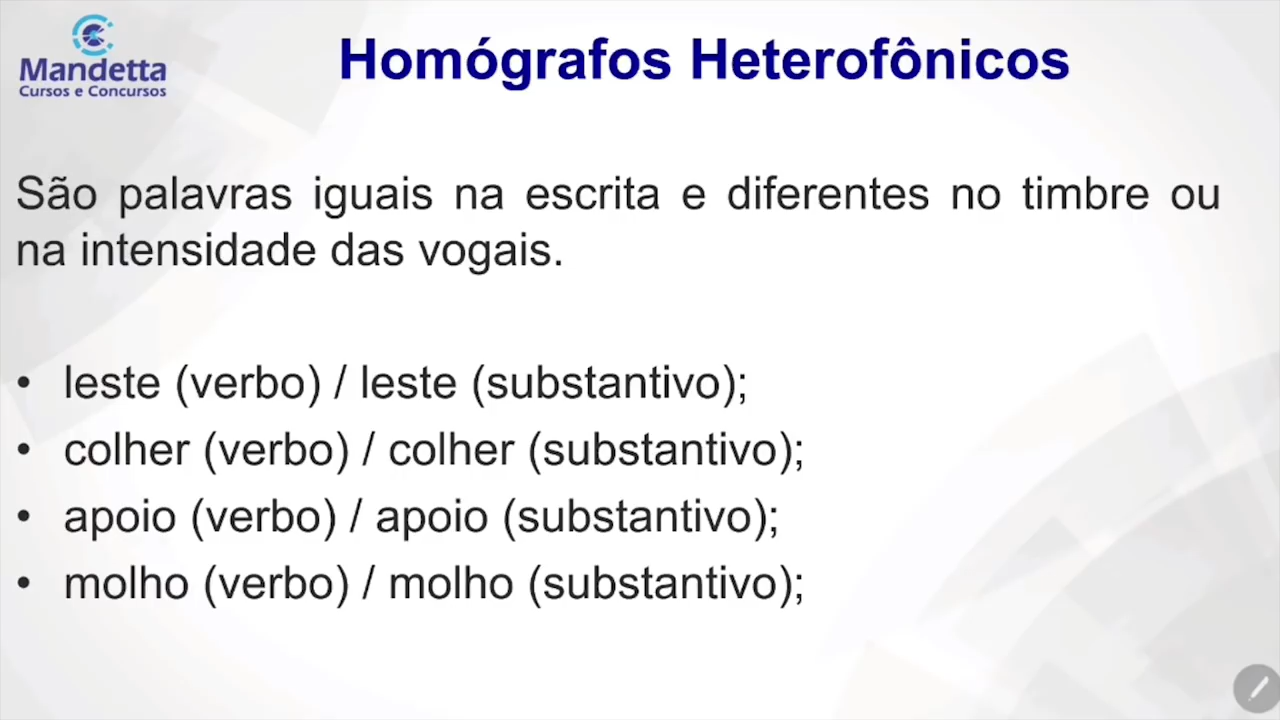 Mandetta
Cursos e Concursos
Homógrafos Heterofônicos
São palavras iguais na escrita e diferentes no timbre ou
na intensidade das vogais.
• leste (verbo) / leste (substantivo);
• colher (verbo) / colher (substantivo);
• apoio (verbo) / apoio (substantivo);
• molho (verbo) / molho (substantivo);